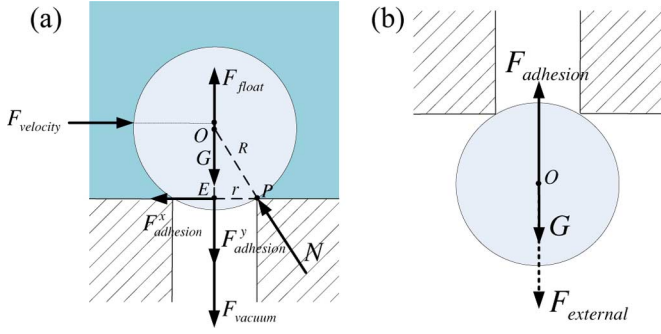 (a)
F_float
F_velocity
O
R
G
E
r
P
F^x_adhesion
F^y_adhesion
N
F_vacuum
(b)
F_adhesion
O
G
F_external